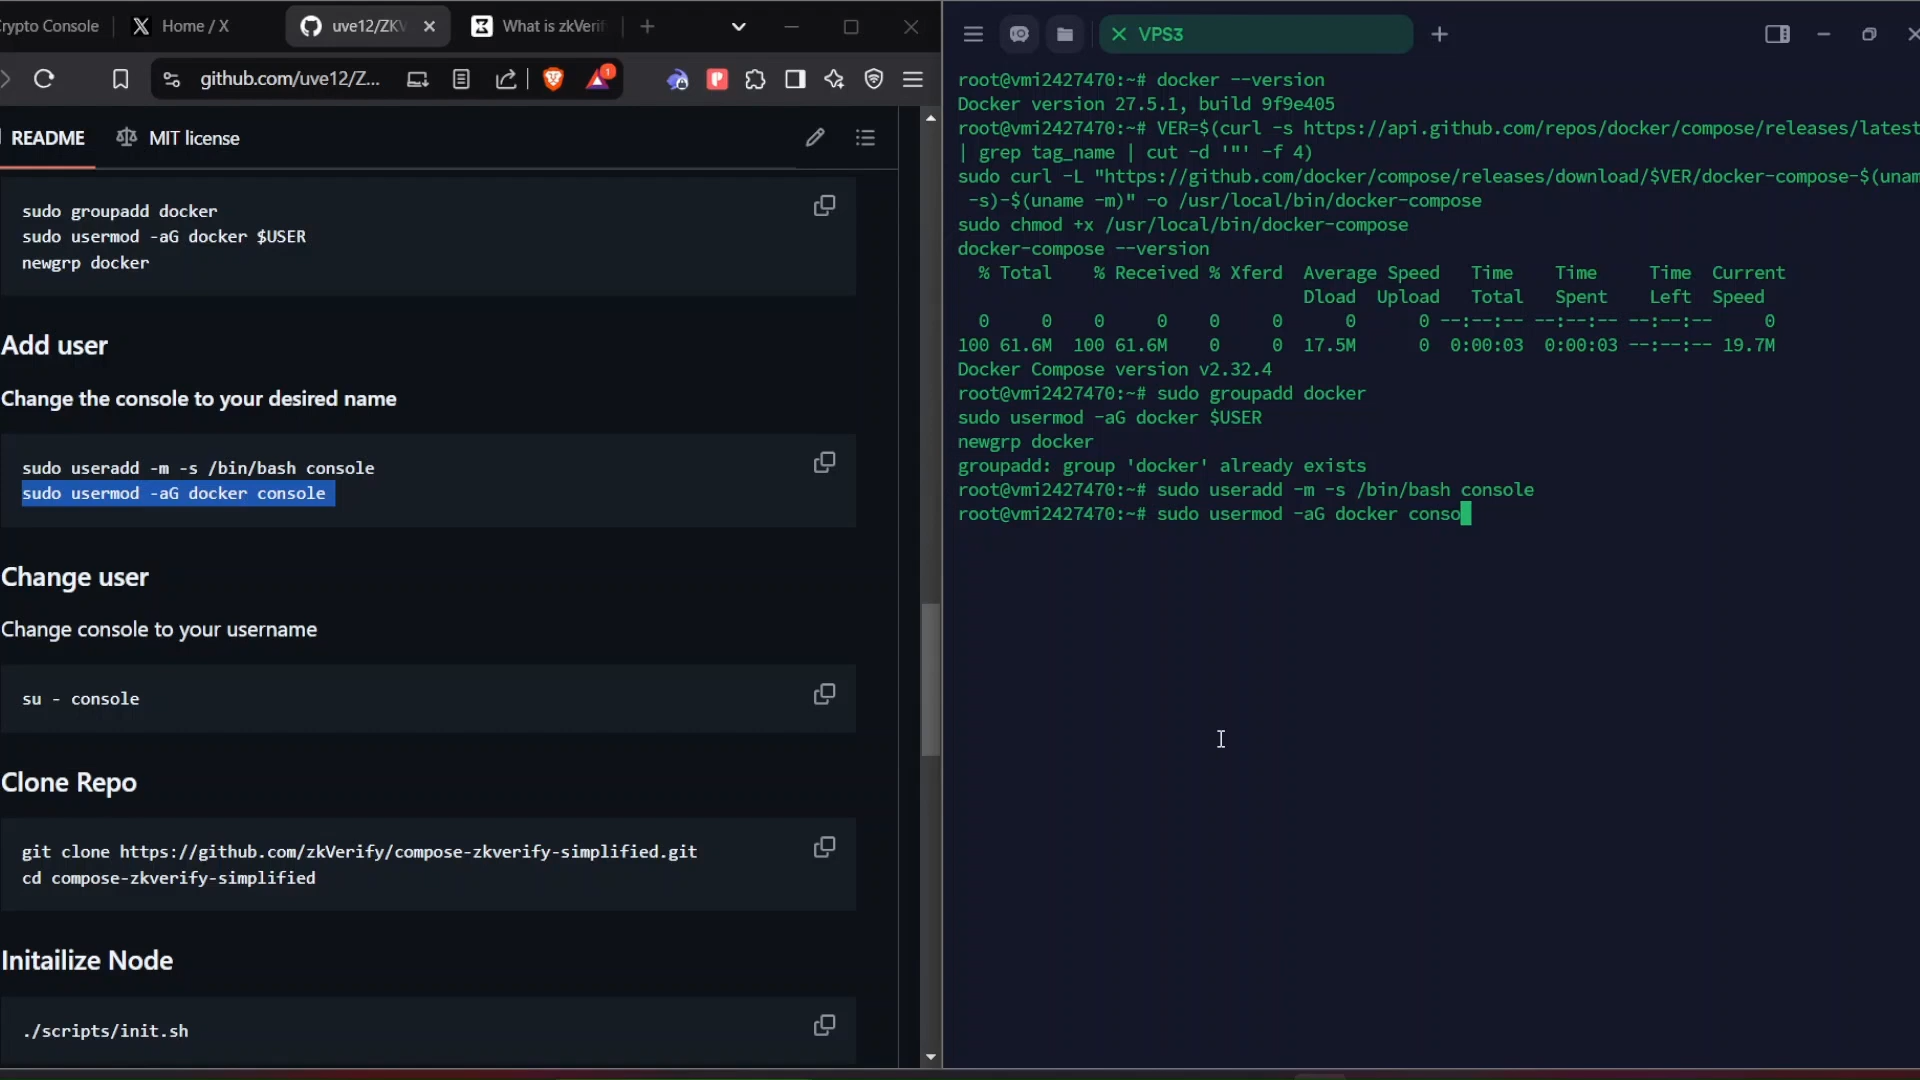 rypto Console
Home / X
uve12/ZKV
What is zkVerif
github.com/uve12/Z...
1
README
MIT license
sudo groupadd docker
sudo usermod -aG docker $USER
newgrp docker
Add user
Change the console to your desired name
sudo useradd -m -s /bin/bash console
sudo usermod -aG docker console
Change user
Change console to your username
su - console
Clone Repo
git clone https://github.com/zkVerify/compose-zkverify-simplified.git
cd compose-zkverify-simplified
Initailize Node
./scripts/init.sh
VPS3
root@vmi2427470:~# docker --version
Docker version 27.5.1, build 9f9e405
root@vmi2427470:~# VER=$(curl -s https://api.github.com/repos/docker/compose/releases/latest
| grep tag_name | cut -d '"' -f 4)
sudo curl -L "https://github.com/docker/compose/releases/download/$VER/docker-compose-$(unam
-s)-$(uname -m)" -o /usr/local/bin/docker-compose
sudo chmod +x /usr/local/bin/docker-compose
docker-compose --version
% Total % Received % Xferd Average Speed Time Time Time Current
Dload Upload Total Spent Left Speed
0 0 0 0 0 0 0 0 --:--:-- --:--:-- --:--:-- 0
100 61.6M 100 61.6M 0 0 17.5M 0 0:00:03 0:00:03 --:--:-- 19.7M
Docker Compose version v2.32.4
root@vmi2427470:~# sudo groupadd docker
sudo usermod -aG docker $USER
newgrp docker
groupadd: group 'docker' already exists
root@vmi2427470:~# sudo useradd -m -s /bin/bash console
root@vmi2427470:~# sudo usermod -aG docker conso